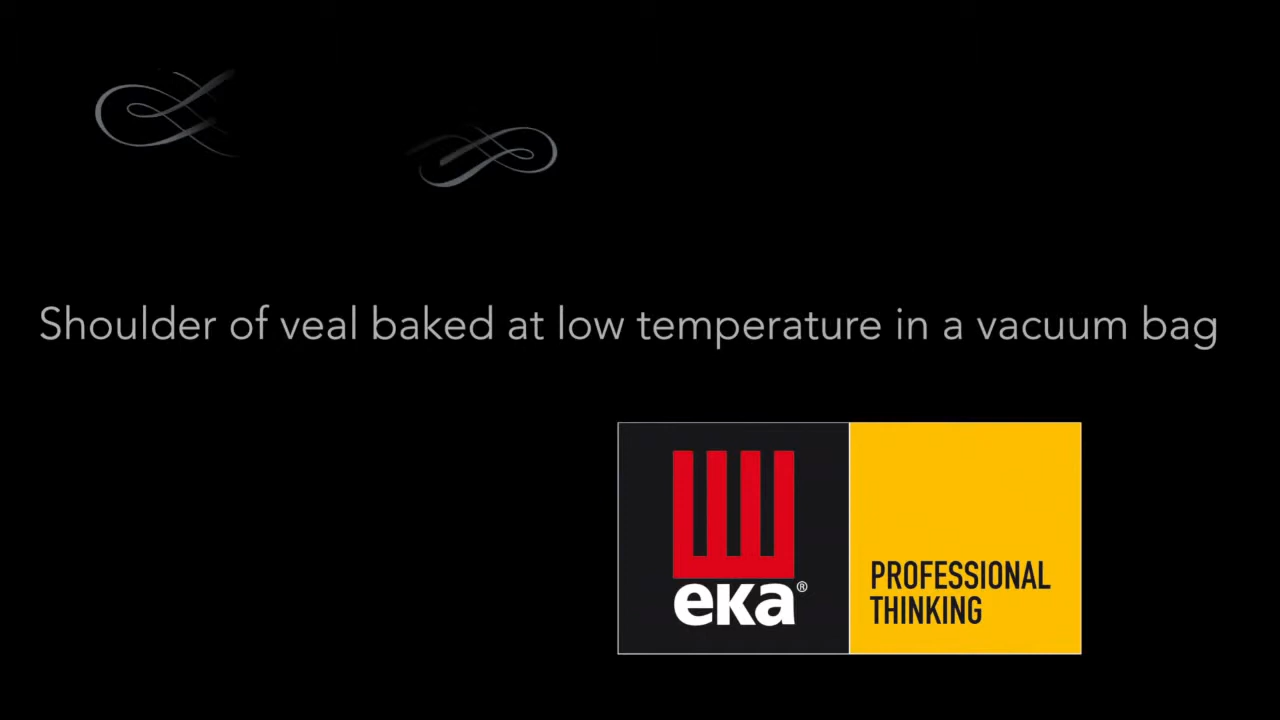 Shoulder of veal baked at low temperature in a vacuum bag
eka®
PROFESSIONAL
THINKING